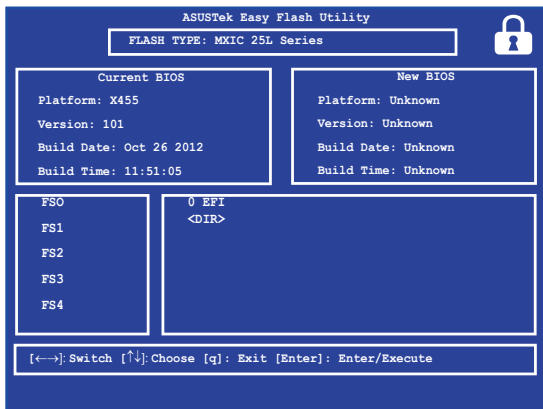 ASUSTek Easy Flash Utility
FLASH TYPE: MXIC 25L Series
Current BIOS
Platform: X455
Version: 101
Build Date: Oct 26 2012
Build Time: 11:51:05
New BIOS
Platform: Unknown
Version: Unknown
Build Date: Unknown
Build Time: Unknown
FSO
FS1
FS2
FS3
FS4
0 EFI
<DIR>
[←→]: Switch [↑↓]: Choose [q]: Exit [Enter]: Enter/Execute